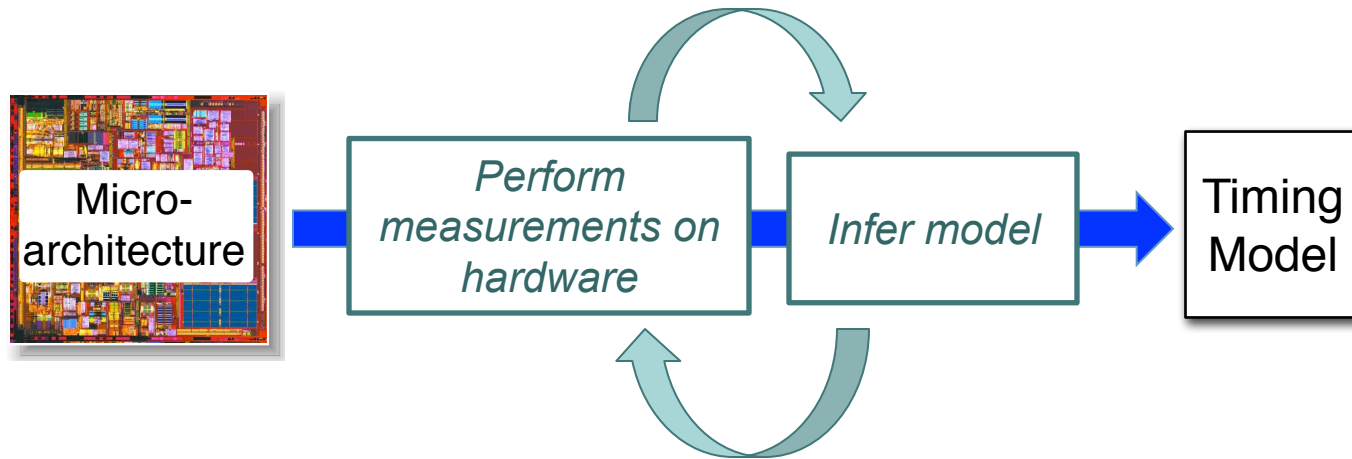 Micro-
architecture
Perform
measurements on
hardware
Infer model
Timing
Model